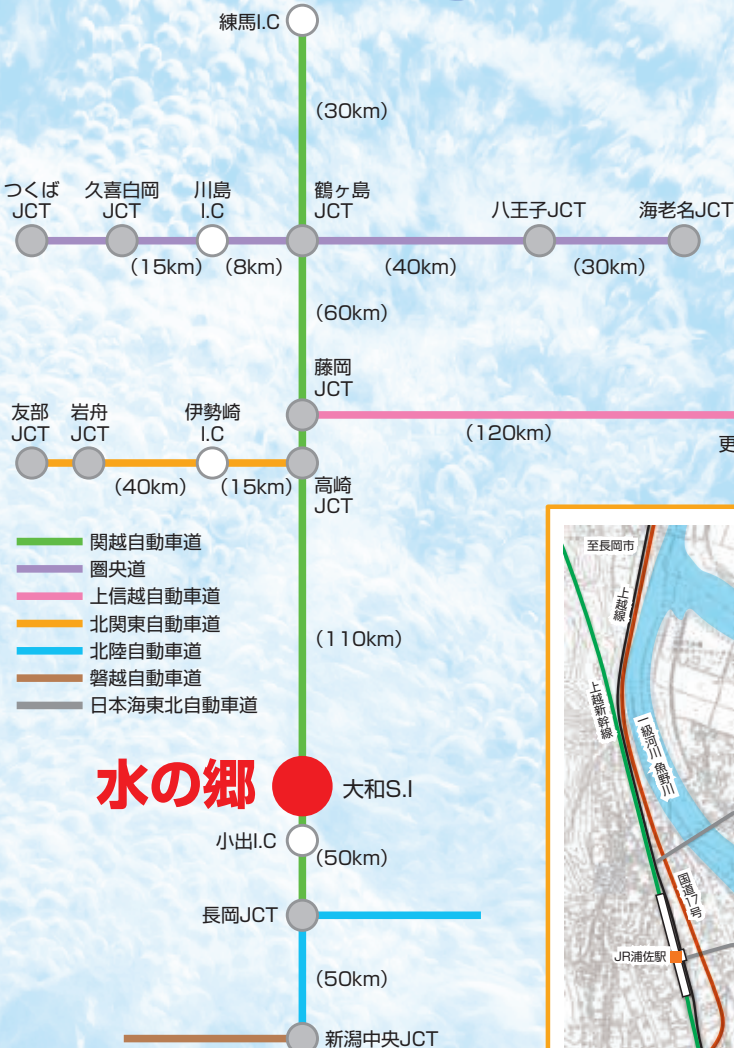 練馬I.C
(30km)
つくば
JCT
久喜白岡
JCT
川島
I.C
鶴ヶ島
JCT
八王子JCT
海老名JCT
(15km)
(8km)
(40km)
(30km)
(60km)
藤岡
JCT
友部
JCT
岩舟
JCT
伊勢崎
I.C
(120km)
更
(40km)
(15km)
高崎
JCT
関越自動車道
圏央道
上信越自動車道
北関東自動車道
北陸自動車道
磐越自動車道
日本海東北自動車道
(110km)
水の郷
大和S.I
小出I.C
(50km)
長岡JCT
(50km)
新潟中央JCT
至長岡市
上越線
上越新幹線
一級河川 魚野川
国道17号
JR浦佐駅